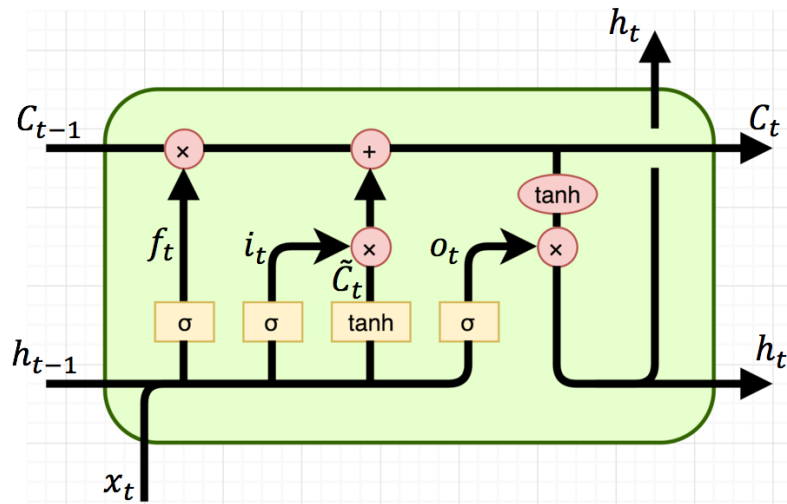 h_t
C_{t-1}
C_t
×
+
tanh
f_t
i_t
×
o_t
×
C̃_t
σ
σ
tanh
σ
h_{t-1}
h_t
x_t